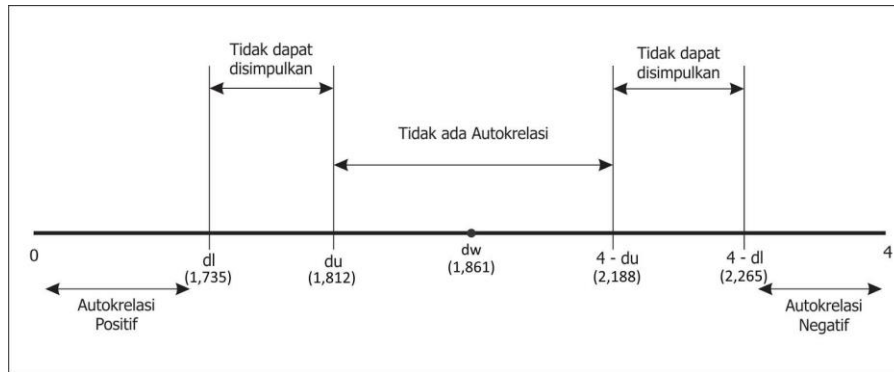 Tidak dapat
disimpulkan
Tidak dapat
disimpulkan
Tidak ada Autokrelasi
0
dl
(1,735)
du
(1,812)
dw
(1,861)
4 - du
(2,188)
4 - dl
(2,265)
4
Autokrelasi
Positif
Autokrelasi
Negatif